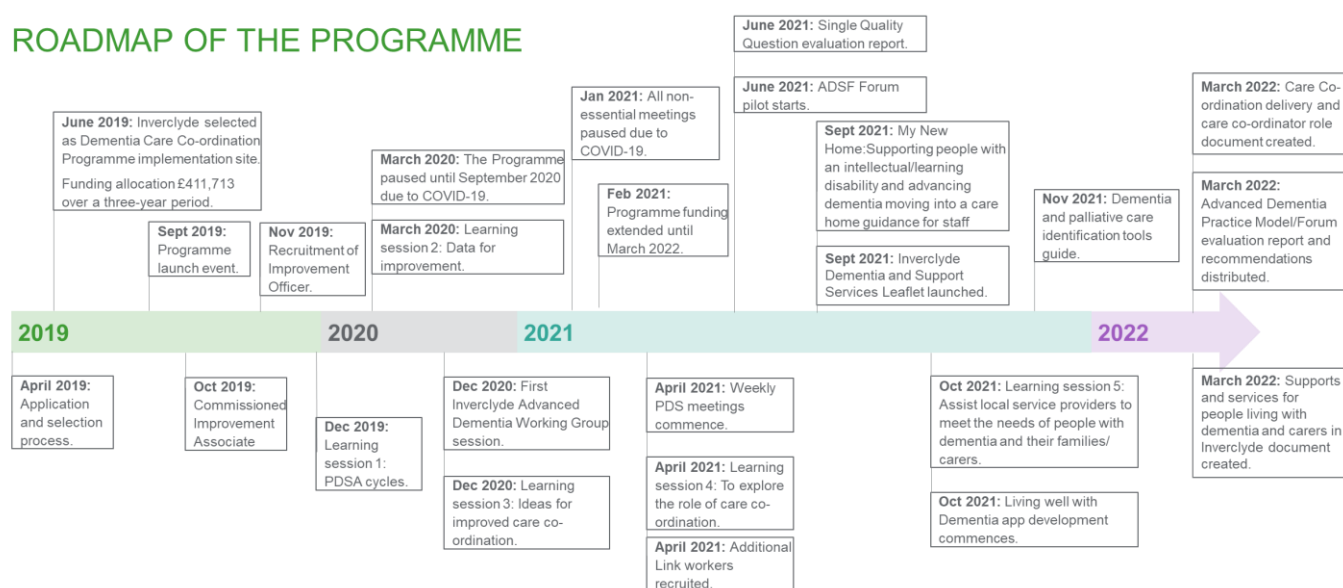 ROADMAP OF THE PROGRAMME
June 2019: Inverclyde selected
as Dementia Care Co-ordination
Programme implementation site.
Funding allocation £411,713
over a three-year period.
Sept 2019:
Programme
launch event.
Nov 2019:
Recruitment of
Improvement
Officer.
March 2020: The Programme
paused until September 2020
due to COVID-19.
March 2020: Learning
session 2: Data for
improvement.
Jan 2021: All non-
essential meetings
paused due to
COVID-19.
Feb 2021:
Programme funding
extended until
March 2022.
June 2021: Single Quality
Question evaluation report.
June 2021: ADSF Forum
pilot starts.
Sept 2021: My New
Home:Supporting people with
an intellectual/learning
disability and advancing
dementia moving into a care
home guidance for staff
Sept 2021: Inverclyde
Dementia and Support
Services Leaflet launched.
Nov 2021: Dementia
and palliative care
identification tools
guide.
March 2022: Care Co-
ordination delivery and
care co-ordinator role
document created.
March 2022:
Advanced Dementia
Practice Model/Forum
evaluation report and
recommendations
distributed.
2019
2020
2021
2022
April 2019:
Application
and selection
process.
Oct 2019:
Commissioned
Improvement
Associate
Dec 2019:
Learning
session 1:
PDSA cycles.
Dec 2020: First
Inverclyde Advanced
Dementia Working Group
session.
Dec 2020: Learning
session 3: Ideas for
improved care co-
ordination.
April 2021: Weekly
PDS meetings
commence.
April 2021: Learning
session 4: To explore
the role of care co-
ordination.
April 2021: Additional
Link workers
recruited.
Oct 2021: Learning session 5:
Assist local service providers to
meet the needs of people with
dementia and their families/
carers.
Oct 2021: Living well with
Dementia app development
commences.
March 2022: Supports
and services for
people living with
dementia and carers in
Inverclyde document
created.